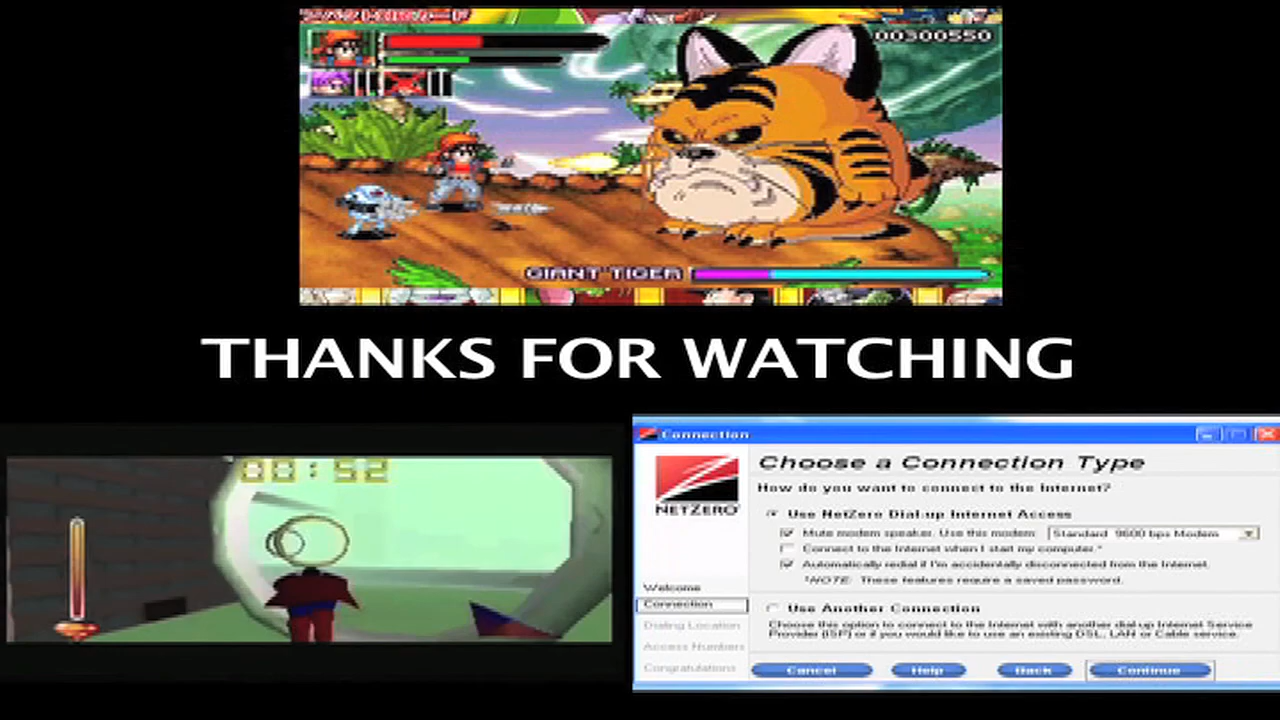 00300550
GIANT TIGER
THANKS FOR WATCHING
00:52
Connection
NETZERO
Choose a Connection Type
How do you want to connect to the Internet?
Use NetZero Dial-up Internet Access
Mute modem speaker. Use this modem: Standard 9600 bps Modem
Connect to the Internet when I start my computer.*
Automatically redial if I'm accidentally disconnected from the Internet.
*NOTE: These features require a saved password.
Use Another Connection
Choose this option to connect to the Internet with another dial-up Internet Service
Provider (ISP) or if you would like to use an existing DSL, LAN or Cable service.
Welcome
Connection
Dialing Location
Access Numbers
Congratulations
Cancel
Help
Back
Continue